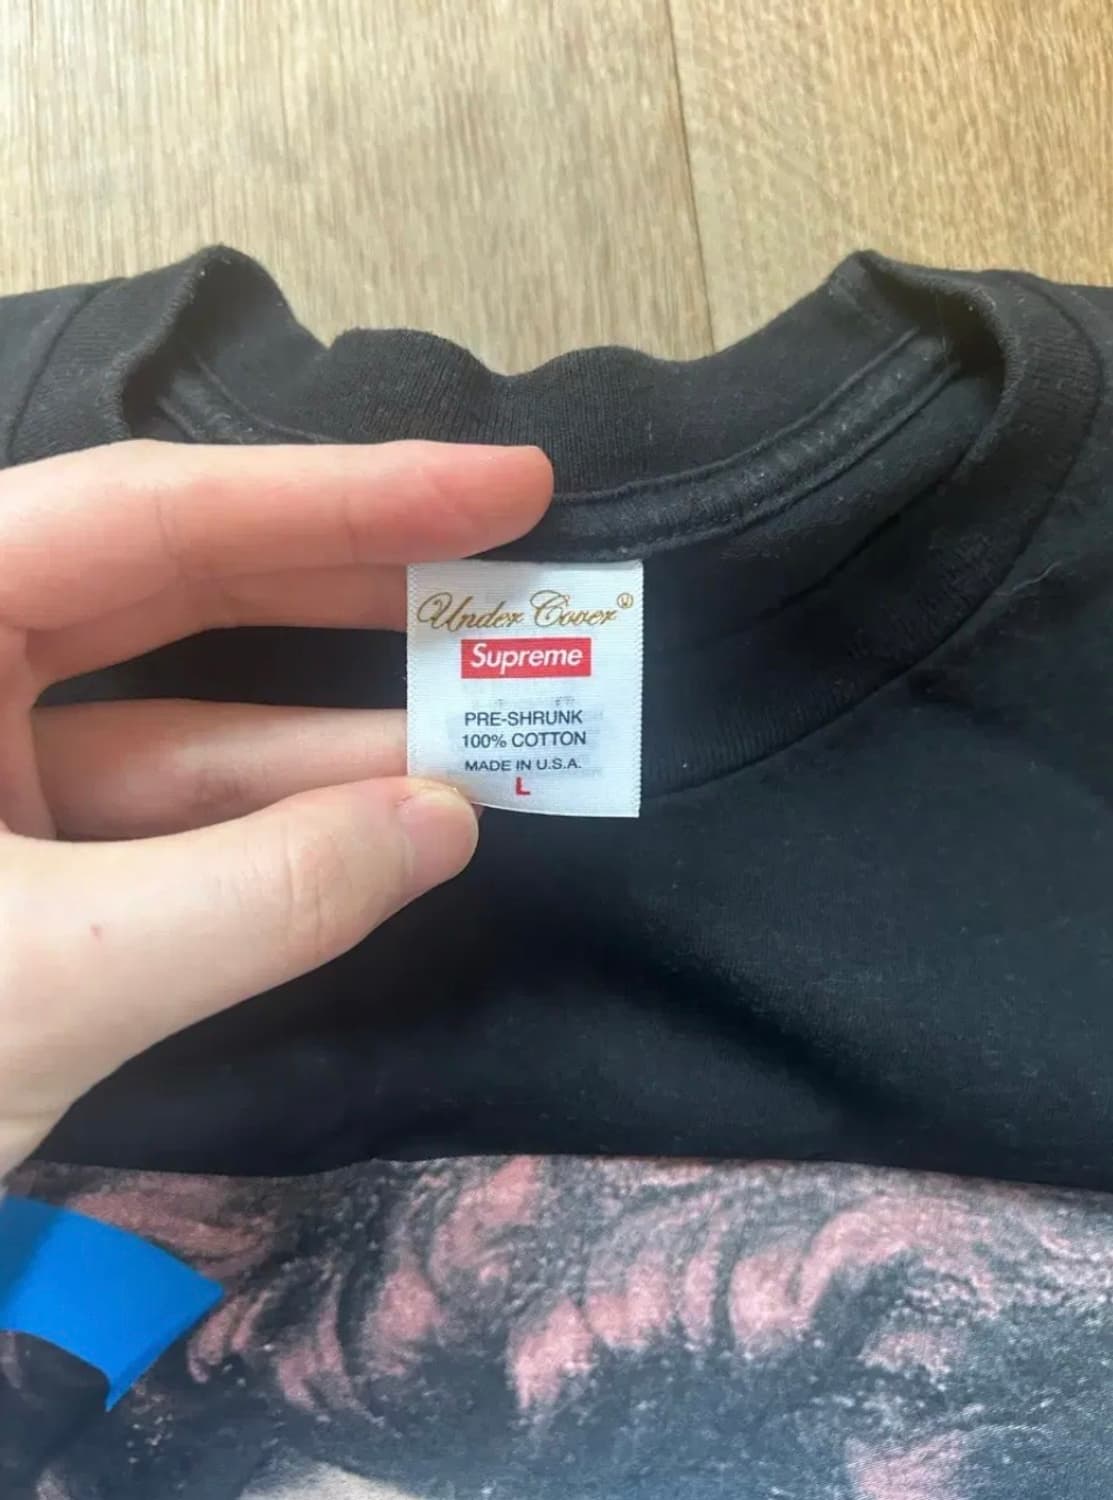 Under Cover Ⓤ
Supreme
PRE-SHRUNK
100% COTTON
MADE IN U.S.A.
L